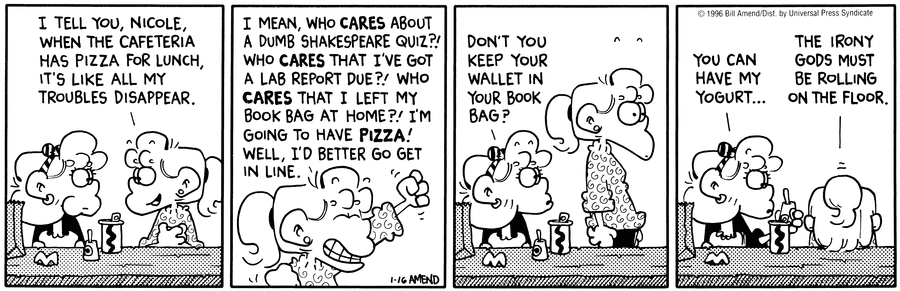 I TELL YOU, NICOLE,
WHEN THE CAFETERIA
HAS PIZZA FOR LUNCH,
IT'S LIKE ALL MY
TROUBLES DISAPPEAR.
I MEAN, WHO CARES ABOUT
A DUMB SHAKESPEARE QUIZ?!
WHO CARES THAT I'VE GOT
A LAB REPORT DUE?! WHO
CARES THAT I LEFT MY
BOOK BAG AT HOME?! I'M
GOING TO HAVE PIZZA!
WELL, I'D BETTER GO GET
IN LINE.
1-16 AMEND
DON'T YOU
KEEP YOUR
WALLET IN
YOUR BOOK
BAG?
© 1996 Bill Amend/Dist. by Universal Press Syndicate
YOU CAN
HAVE MY
YOGURT...
THE IRONY
GODS MUST
BE ROLLING
ON THE FLOOR.